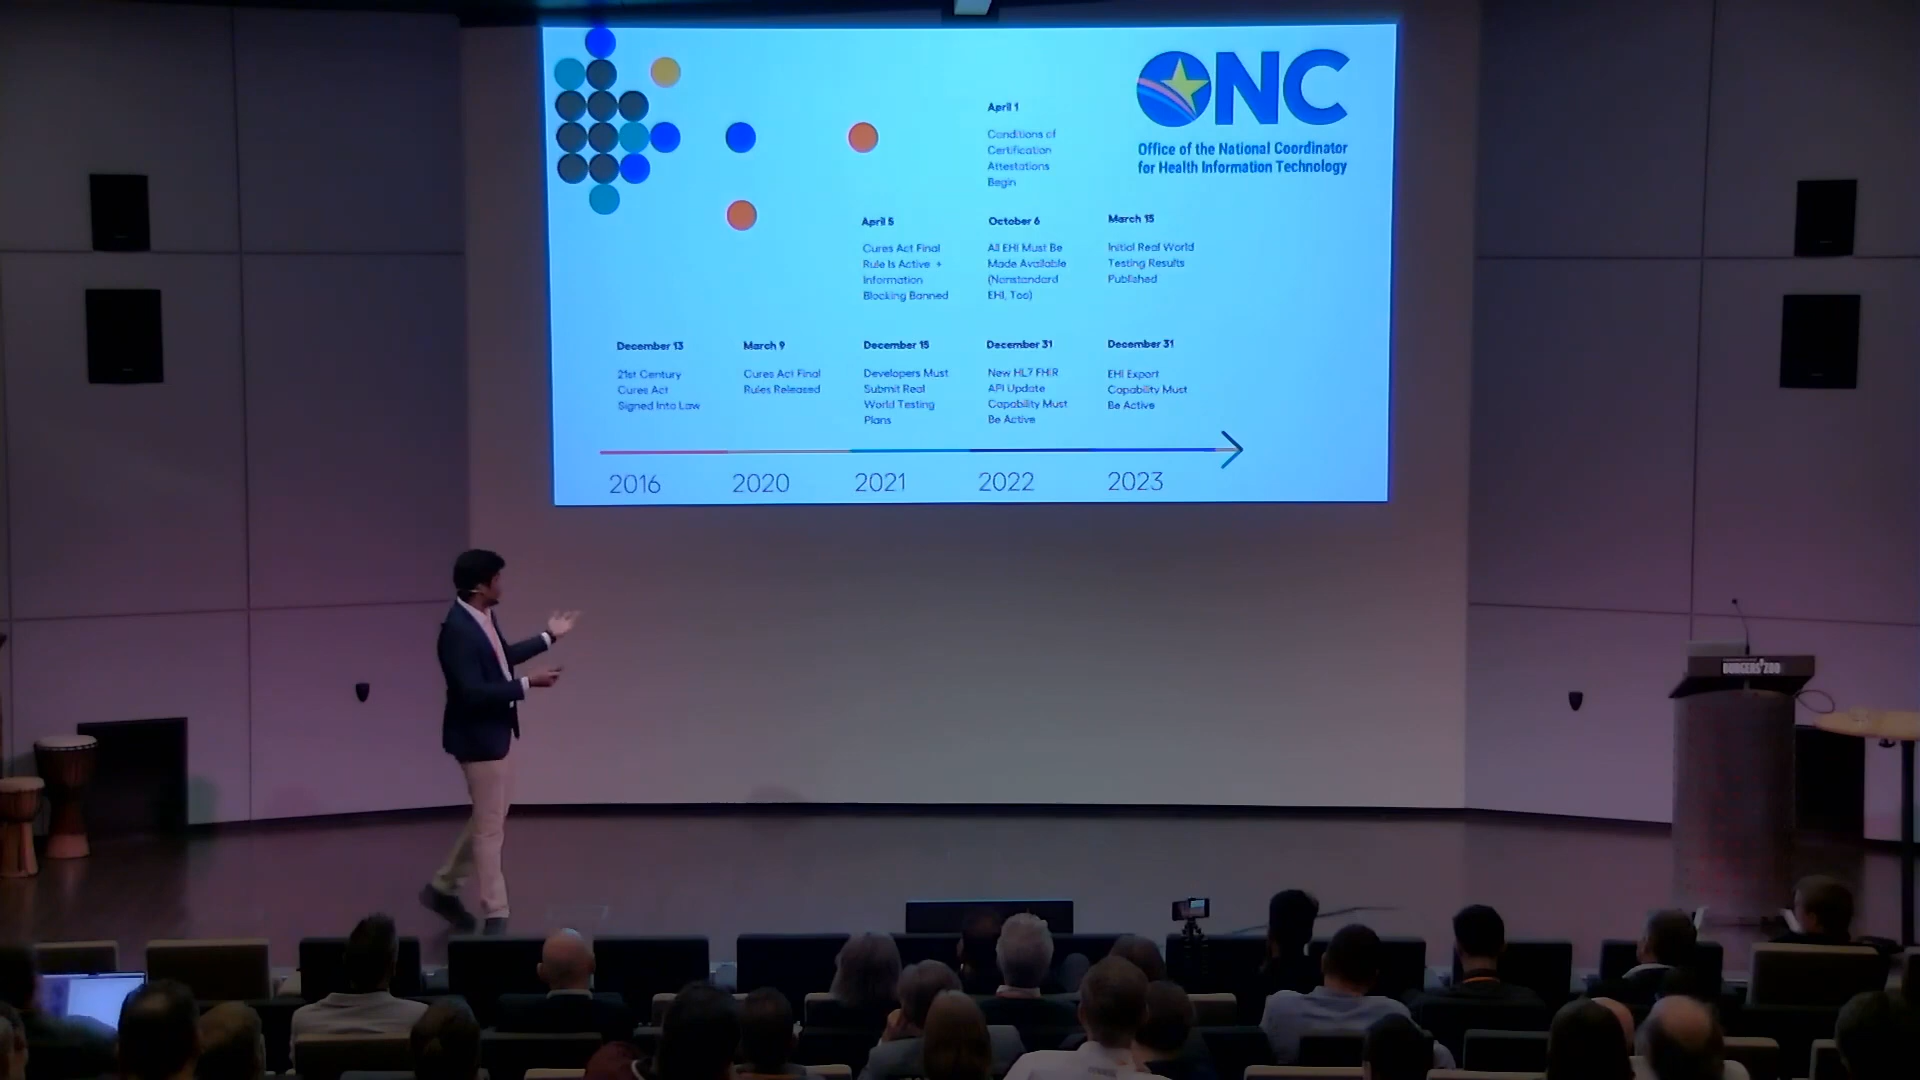 ONC
Office of the National Coordinator
for Health Information Technology
April 1
Conditions of
Certification
Attestations
Begin
April 5
Cures Act Final
Rule Is Active +
Information
Blocking Banned
October 6
All EHI Must Be
Made Available
(Nonstandard
EHI, Too)
March 15
Initial Real World
Testing Results
Published
December 13
21st Century
Cures Act
Signed Into Law
March 9
Cures Act Final
Rules Released
December 15
Developers Must
Submit Real
World Testing
Plans
December 31
New HL7 FHIR
API Update
Capability Must
Be Active
December 31
EHI Export
Capability Must
Be Active
2016
2020
2021
2022
2023
BURGERS' ZOO